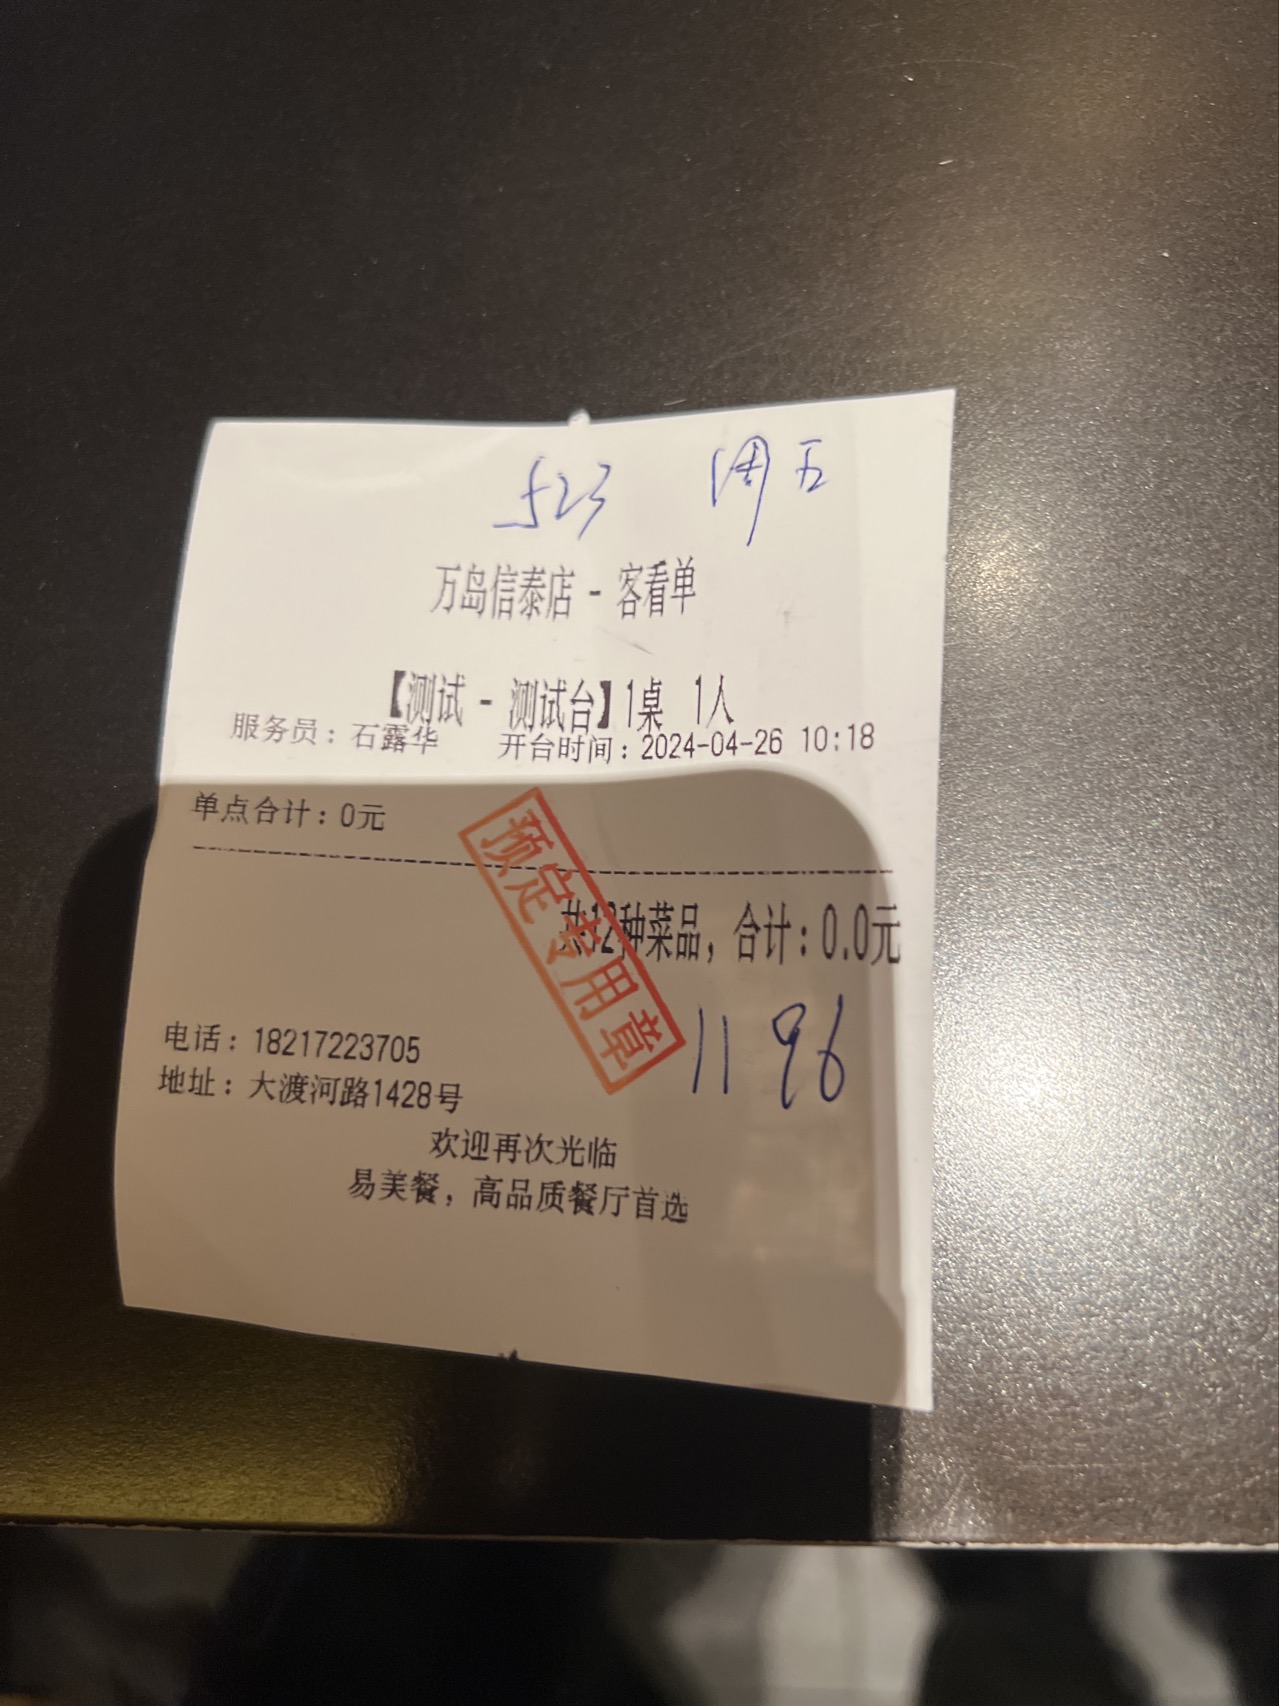 523 周五
万岛信泰店 - 客看单
【测试 - 测试台】1桌 1人
服务员：石露华 开台时间：2024-04-26 10:18
单点合计：0元
预定专用章
共12种菜品，合计：0.0元
1196
电话：18217223705
地址：大渡河路1428号
欢迎再次光临
易美餐，高品质餐厅首选